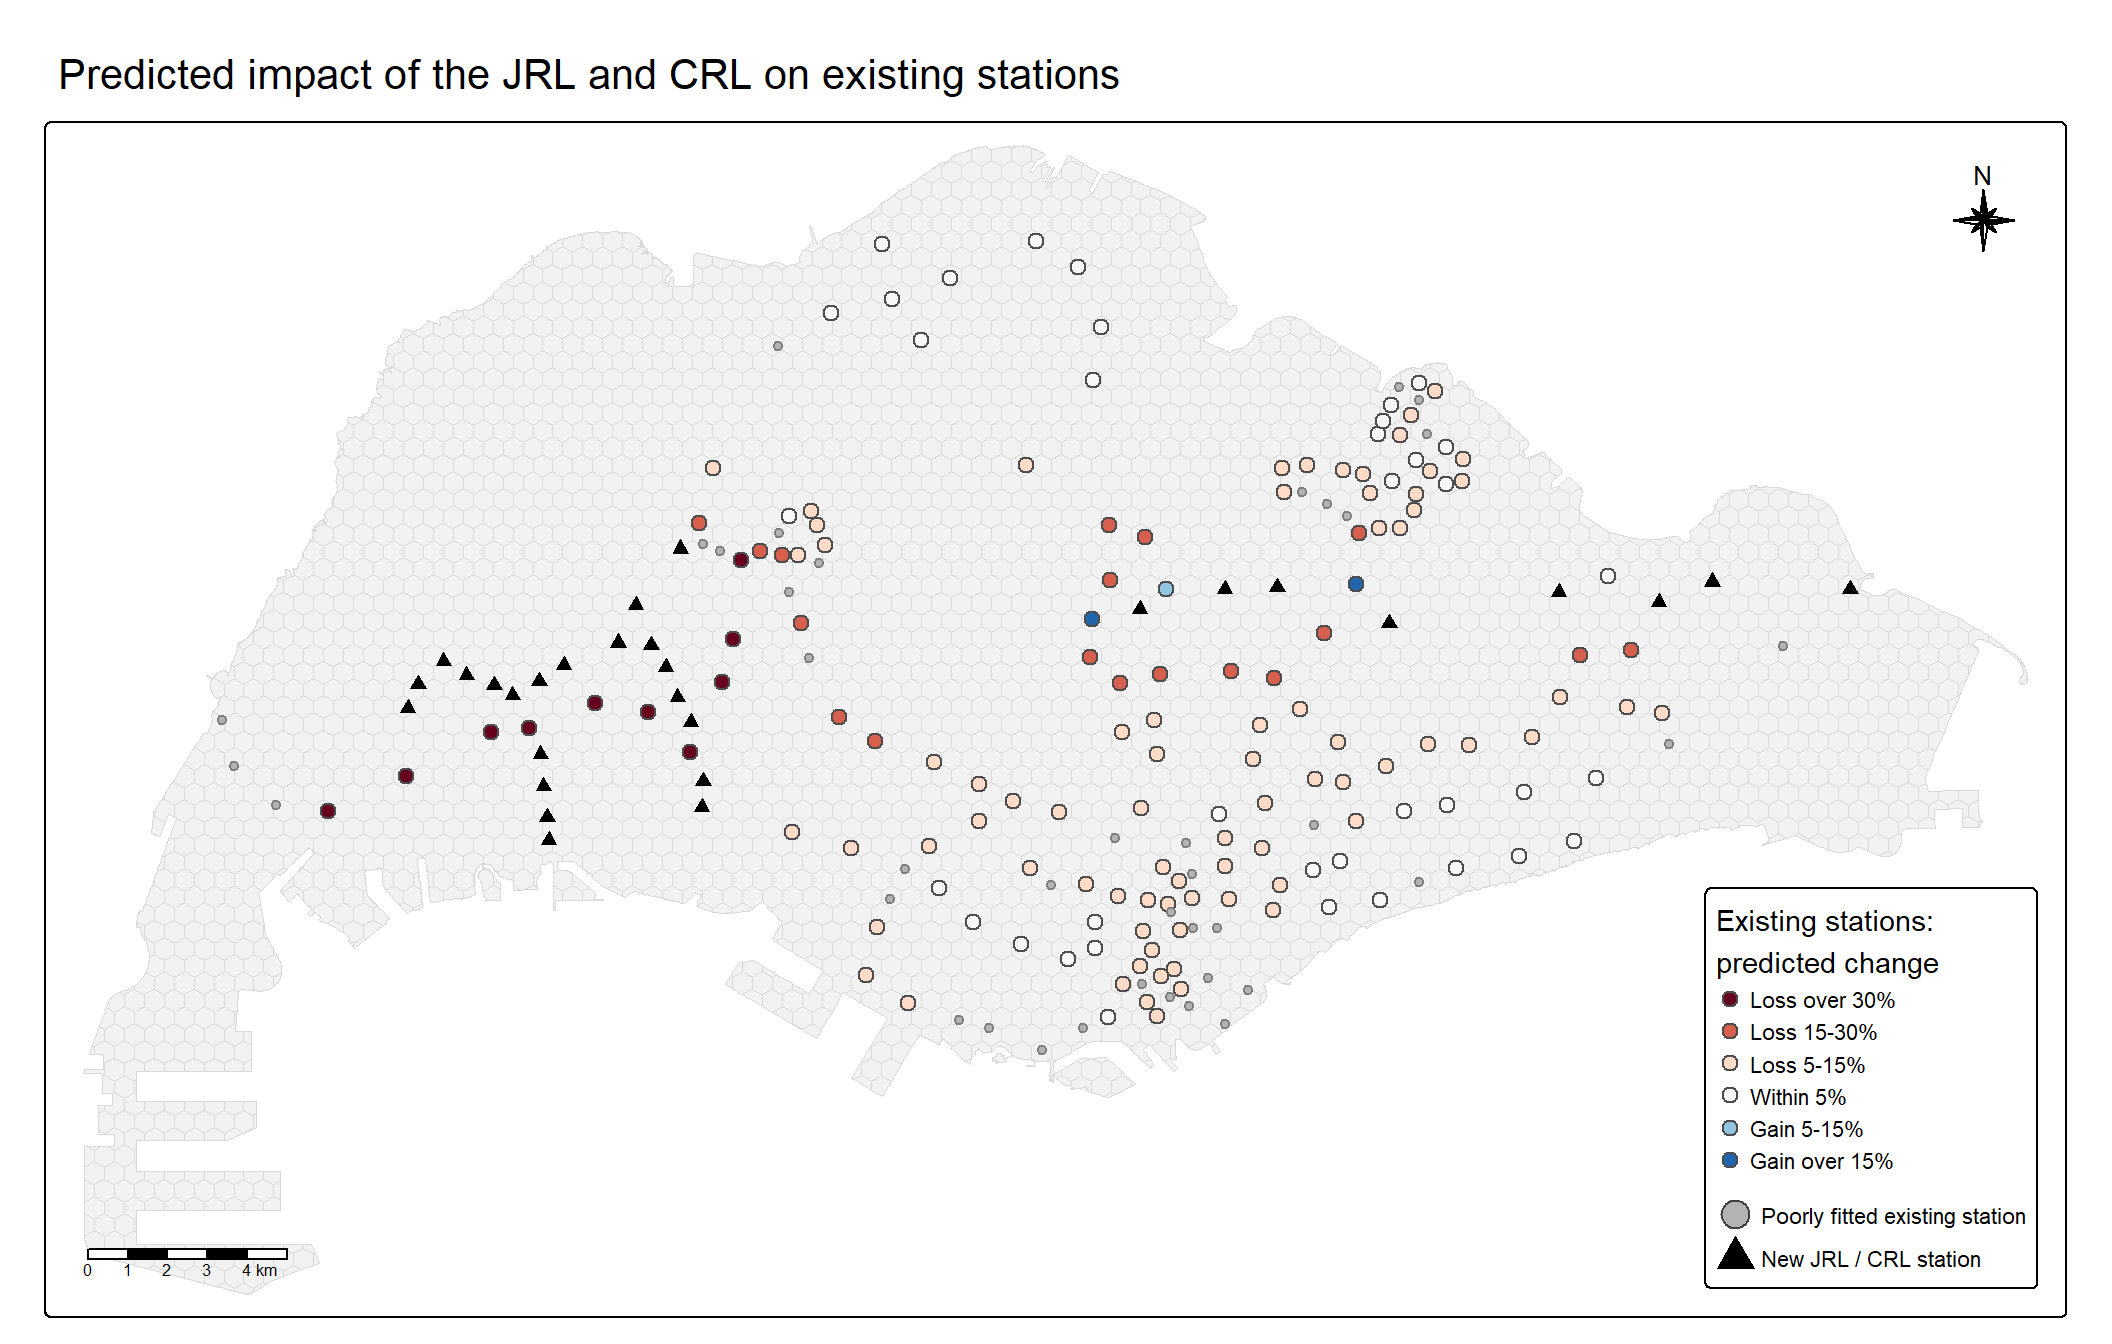 Predicted impact of the JRL and CRL on existing stations
N
Existing stations:
predicted change
Loss over 30%
Loss 15-30%
Loss 5-15%
Within 5%
Gain 5-15%
Gain over 15%
Poorly fitted existing station
New JRL / CRL station
0 1 2 3 4 km